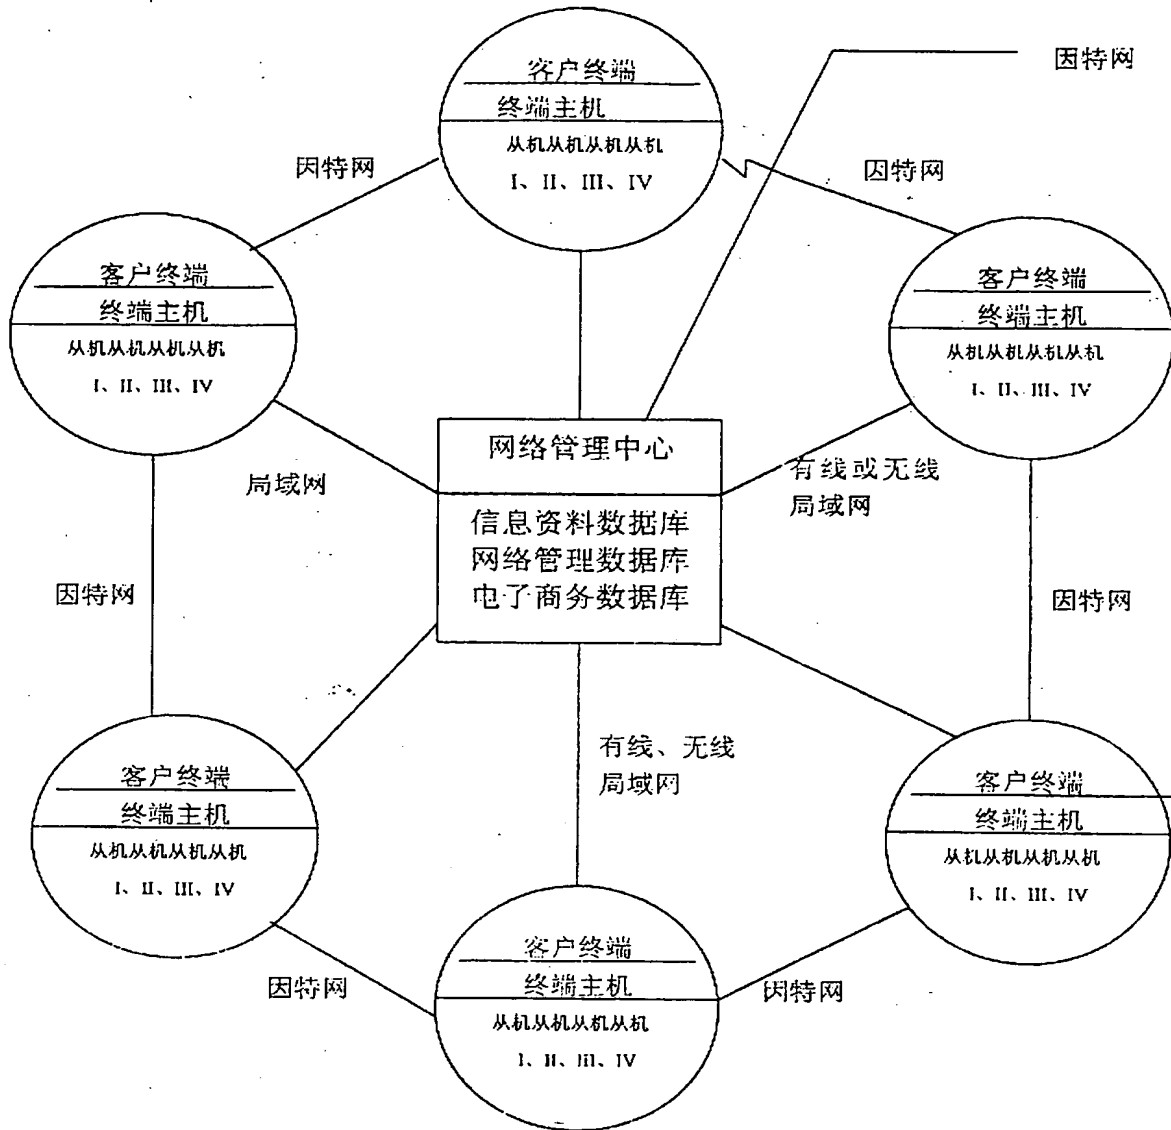 客户终端
终端主机
从机从机从机从机
I、II、III、IV
因特网
因特网
因特网
客户终端
终端主机
从机从机从机从机
I、II、III、IV
客户终端
终端主机
从机从机从机从机
I、II、III、IV
网络管理中心
信息资料数据库
网络管理数据库
电子商务数据库
局域网
有线或无线
局域网
因特网
因特网
有线、无线
局域网
客户终端
终端主机
从机从机从机从机
I、II、III、IV
客户终端
终端主机
从机从机从机从机
I、II、III、IV
因特网
客户终端
终端主机
从机从机从机从机
I、II、III、IV
因特网